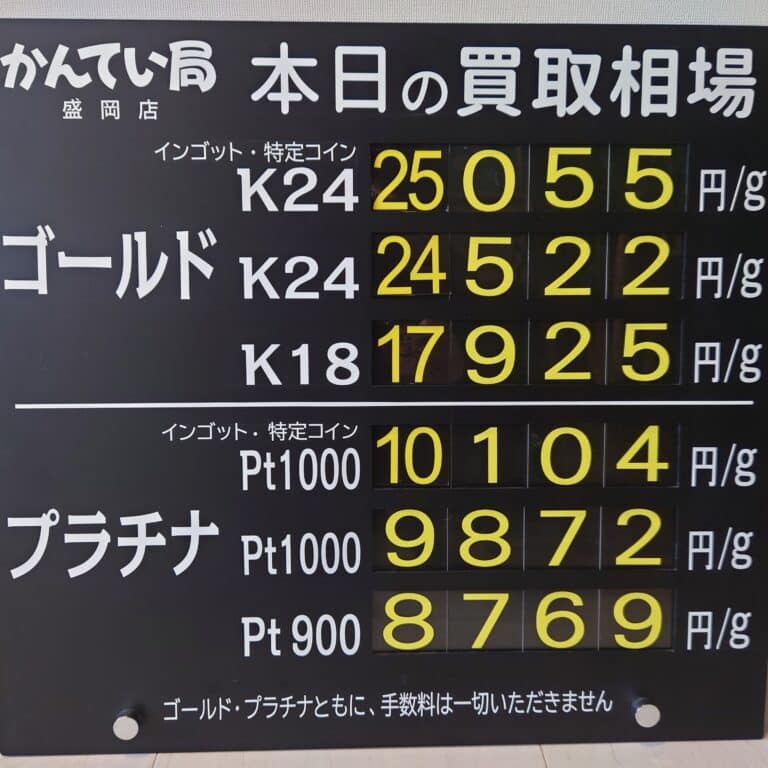 かんてい局
盛岡店
本日の買取相場
ゴールド
インゴット・特定コイン
K24 25055 円/g
K24 24522 円/g
K18 17925 円/g
プラチナ
インゴット・特定コイン
Pt1000 10104 円/g
Pt1000 9872 円/g
Pt900 8769 円/g
ゴールド・プラチナともに、手数料は一切いただきません